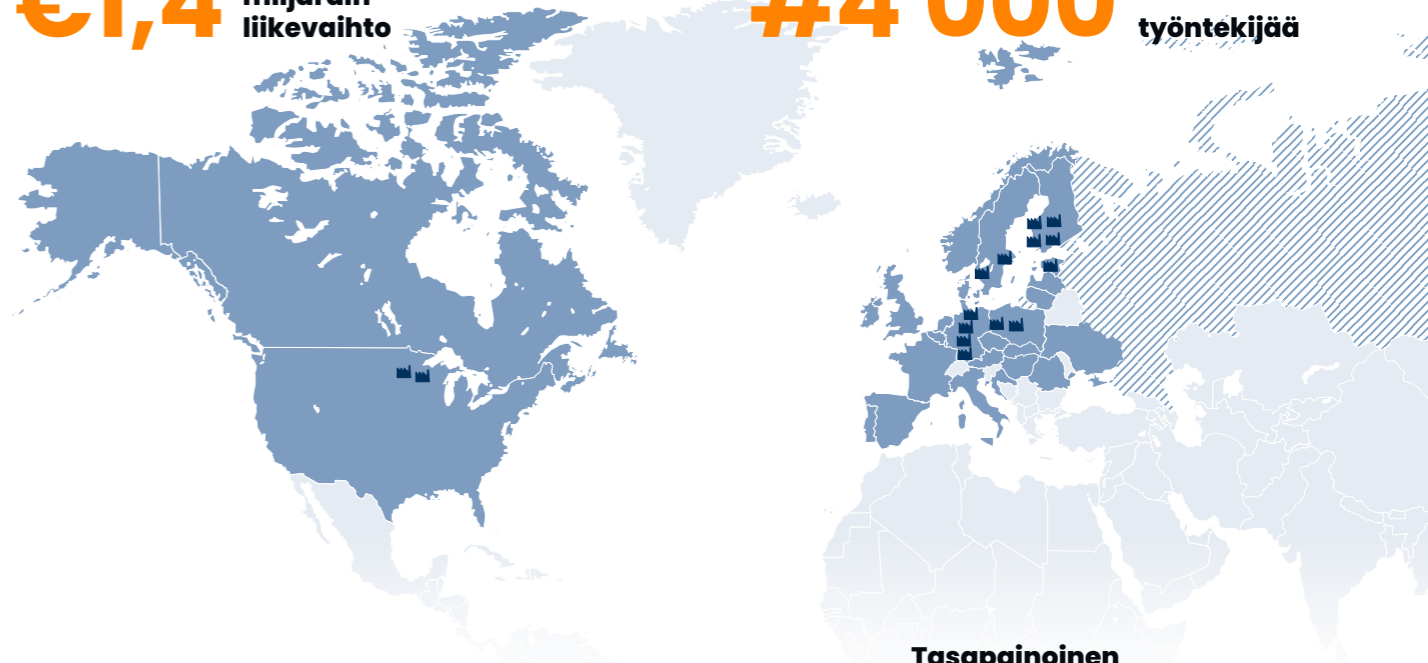 €1,4
miljardin
liikevaihto
#4 000
työntekijää
Tasapainoinen